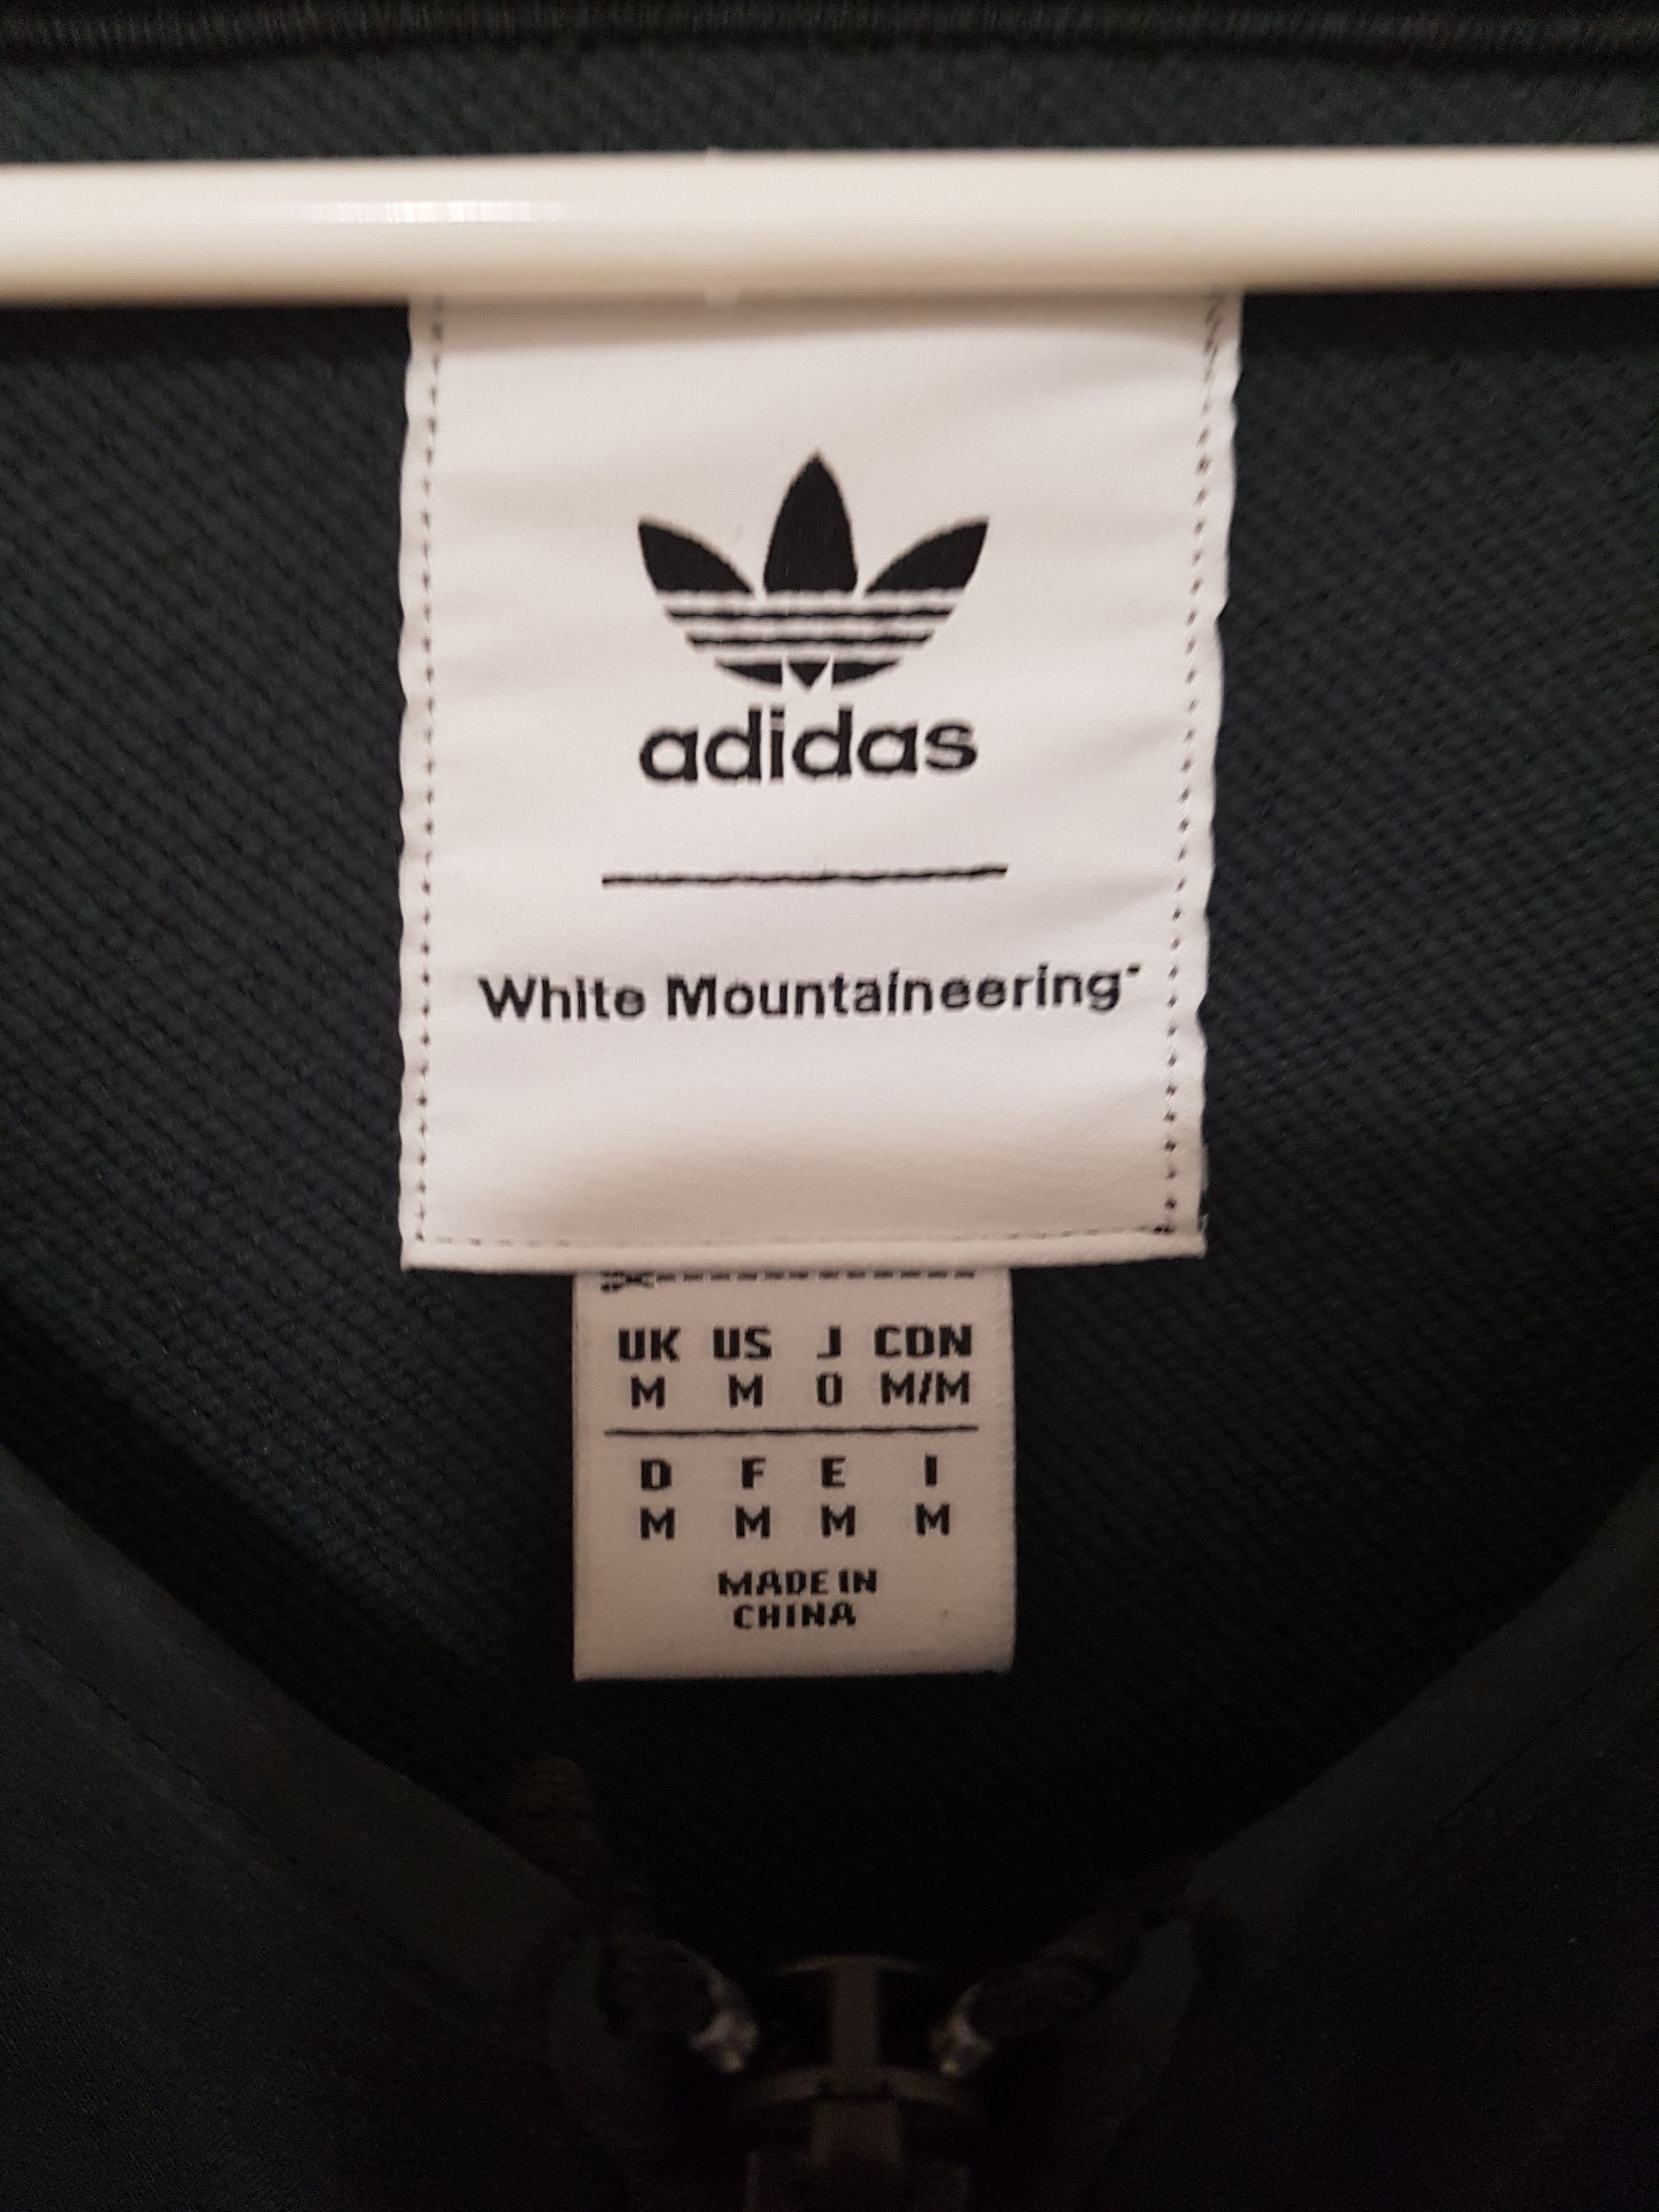 adidas
White Mountaineering
UK US J CDN
M M O M/M
D F E I
M M M M
MADE IN
CHINA